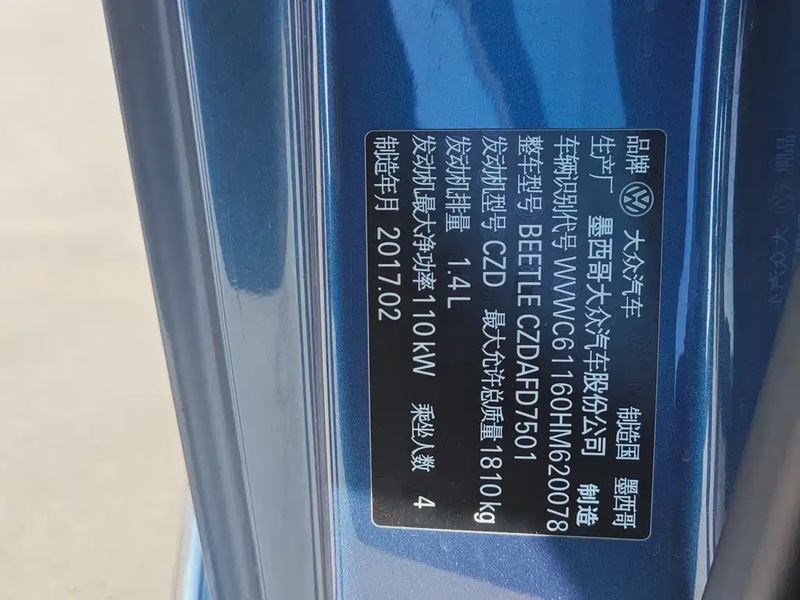 品牌 大众汽车 制造国 墨西哥
生产厂 墨西哥大众汽车股份公司 制造
车辆识别代号 WVWC61160HM620078
整车型号 BEETLE CZDAFD7501
发动机型号 CZD 最大允许总质量 1810kg
发动机排量 1.4L
发动机最大净功率 110kW 乘坐人数 4
制造年月 2017.02